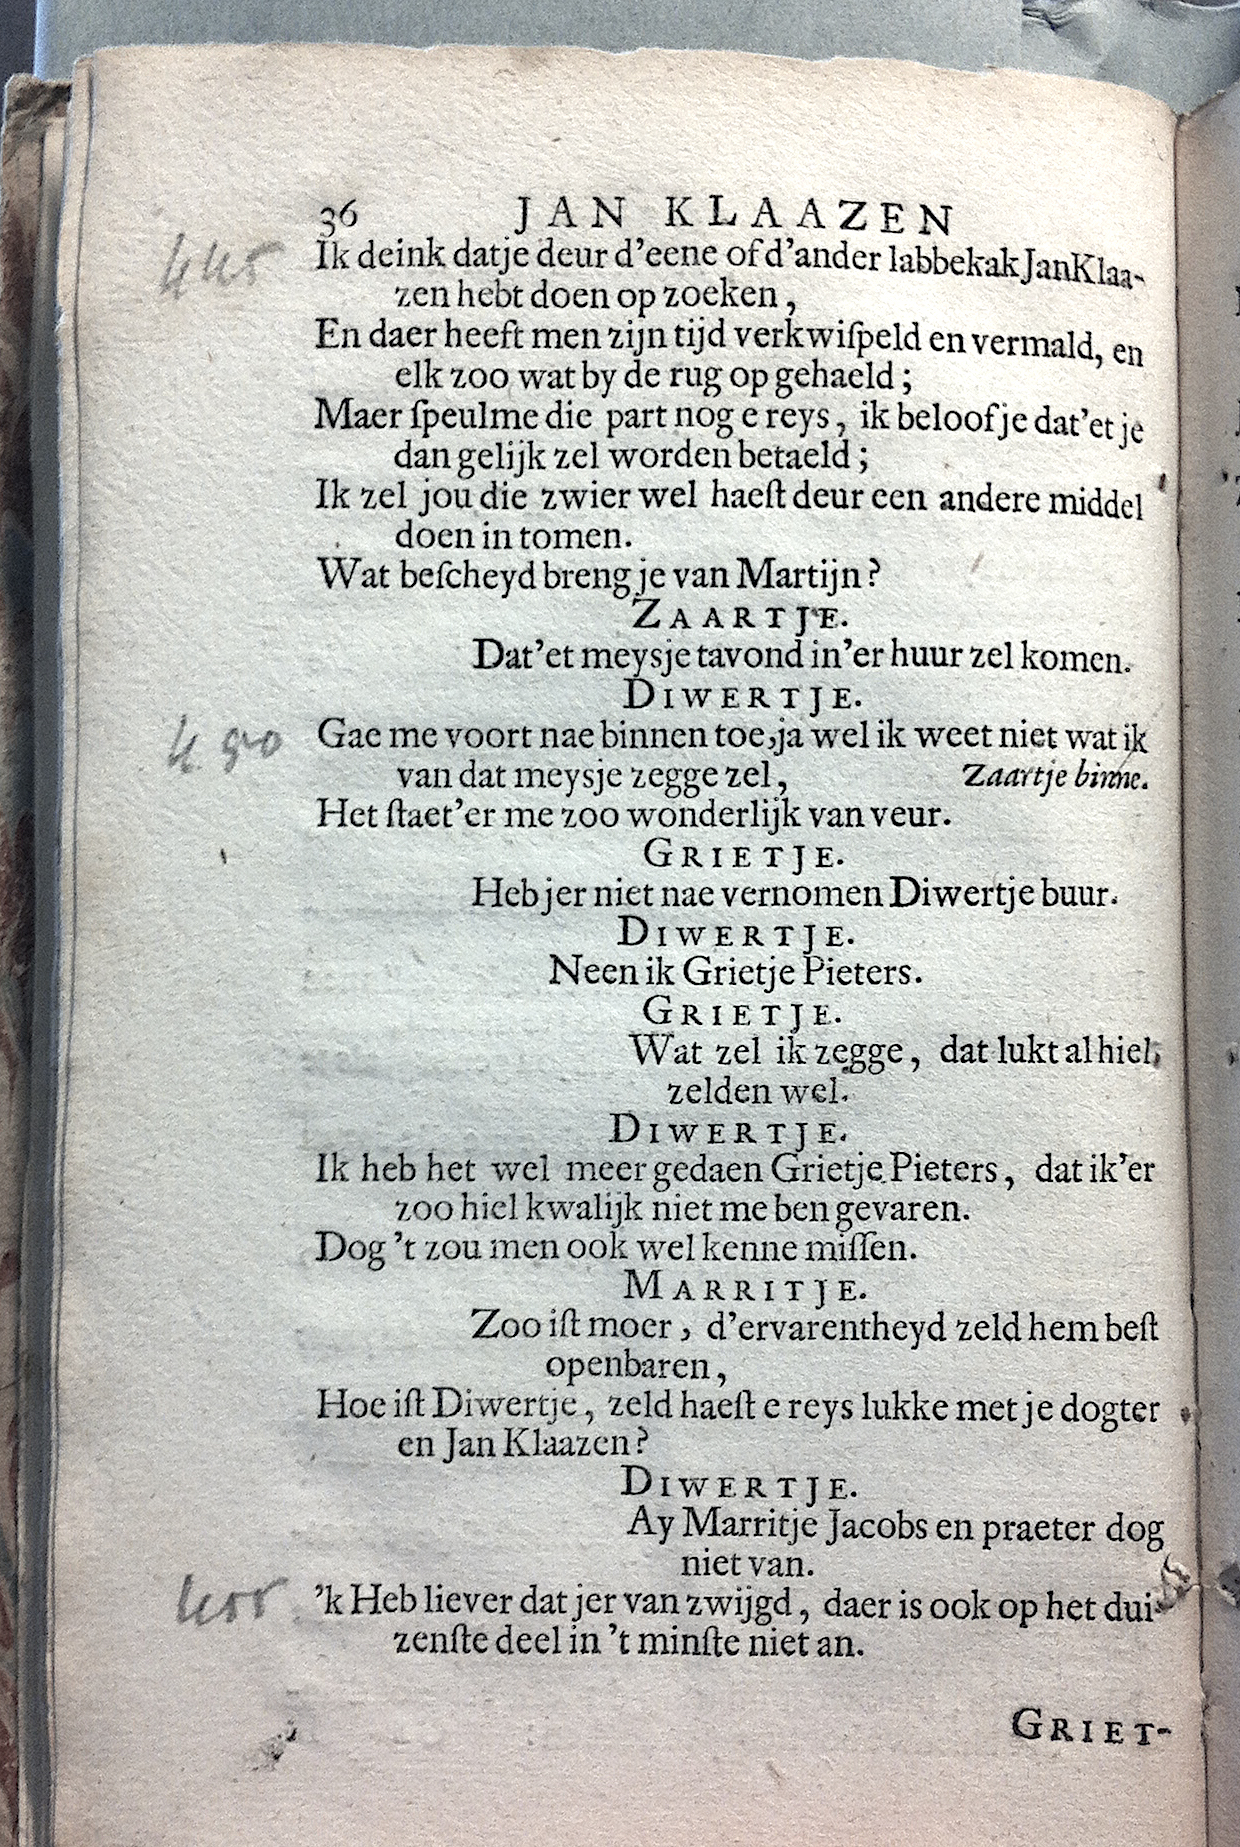 36 JAN KLAAZEN
445 Ik deink datje deur d'eene of d'ander labbekak Jan Klaa-
zen hebt doen op zoeken,
En daer heeft men zijn tijd verkwiſpeld en vermald, en
elk zoo wat by de rug op gehaeld;
Maer ſpeulme die part nog e reys, ik beloof je dat'et je
dan gelijk zel worden betaeld;
Ik zel jou die zwier wel haeſt deur een andere middel
doen in tomen.
Wat beſcheyd breng je van Martijn?
ZAARTJE.
Dat'et meysje tavond in'er huur zel komen.
DIWERTJE.
450 Gae me voort nae binnen toe, ja wel ik weet niet wat ik
van dat meysje zegge zel, Zaartje binne.
Het ſtaet'er me zoo wonderlijk van veur.
GRIETJE.
Heb jer niet nae vernomen Diwertje buur.
DIWERTJE.
Neen ik Grietje Pieters.
GRIETJE.
Wat zel ik zegge, dat lukt al hiel
zelden wel.
DIWERTJE.
Ik heb het wel meer gedaen Grietje Pieters, dat ik'er
zoo hiel kwalijk niet me ben gevaren.
Dog 't zou men ook wel kenne miſſen.
MARRITJE.
Zoo iſt moer, d'ervarentheyd zeld hem beſt
openbaren,
Hoe iſt Diwertje, zeld haeſt e reys lukke met je dogter
en Jan Klaazen?
DIWERTJE.
Ay Marritje Jacobs en praeter dog
niet van.
455 'k Heb liever dat jer van zwijgd, daer is ook op het dui-
zenſte deel in 't minſte niet an.
GRIET-